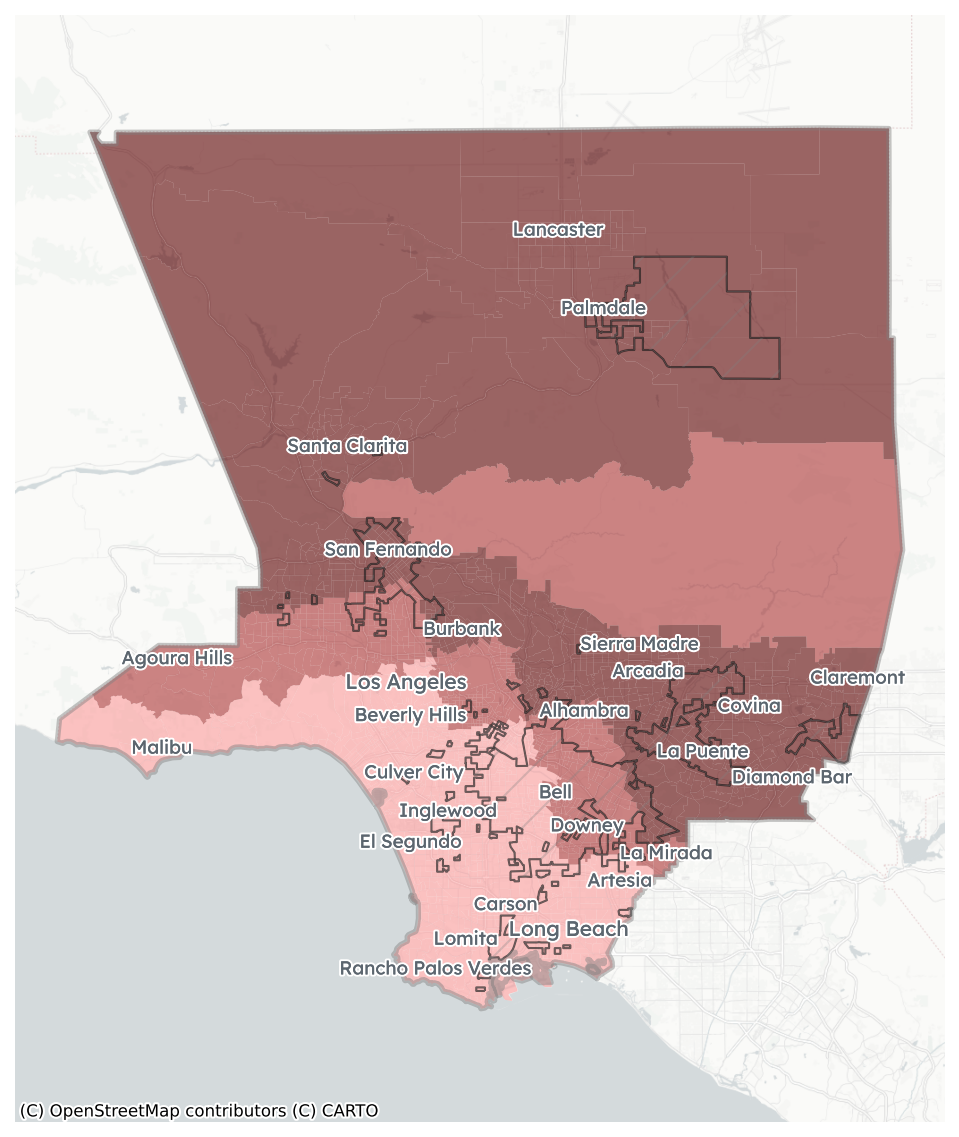 Lancaster
Palmdale
Santa Clarita
San Fernando
Burbank
Sierra Madre
Agoura Hills
Arcadia
Claremont
Los Angeles
Covina
Beverly Hills
Alhambra
Malibu
La Puente
Culver City
Diamond Bar
Bell
Inglewood
Downey
El Segundo
La Mirada
Artesia
Carson
Long Beach
Lomita
Rancho Palos Verdes
(C) OpenStreetMap contributors (C) CARTO